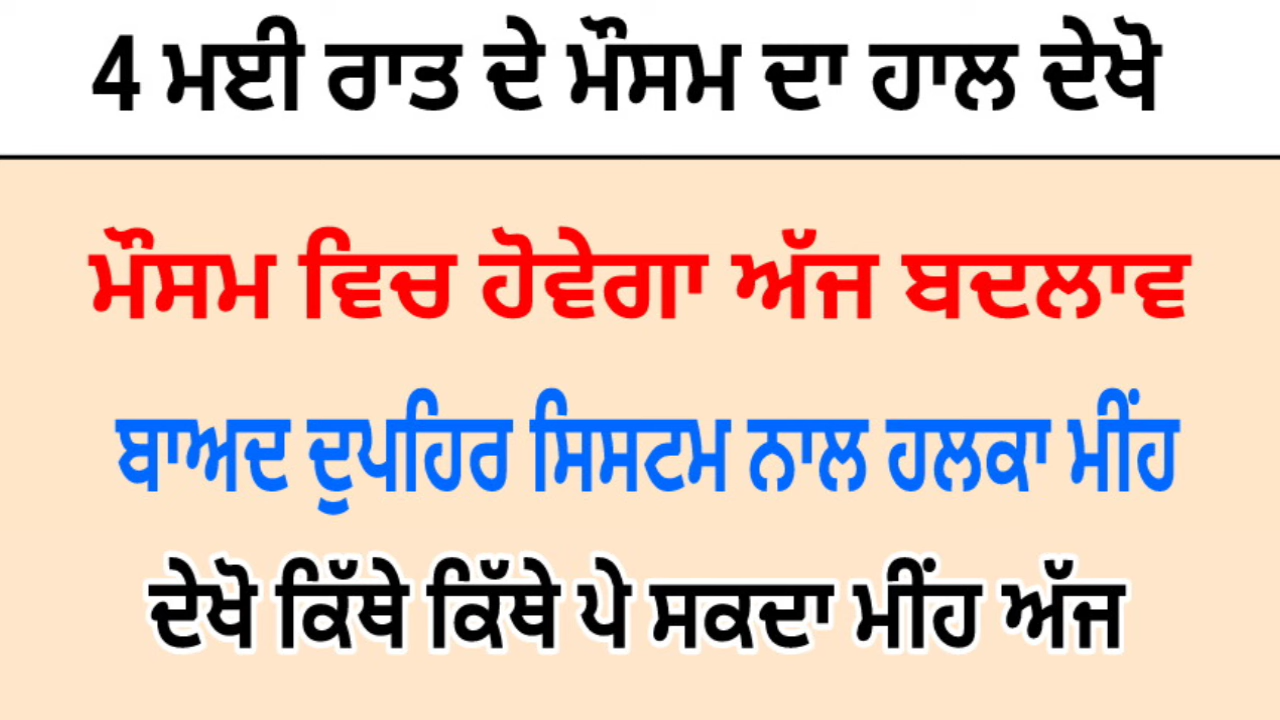 4 ਮਈ ਰਾਤ ਦੇ ਮੌਸਮ ਦਾ ਹਾਲ ਦੇਖੋ
ਮੌਸਮ ਵਿਚ ਹੋਵੇਗਾ ਅੱਜ ਬਦਲਾਵ
ਬਾਅਦ ਦੁਪਹਿਰ ਸਿਸਟਮ ਨਾਲ ਹਲਕਾ ਮੀਂਹ
ਦੇਖੋ ਕਿੱਥੇ ਕਿੱਥੇ ਪੇ ਸਕਦਾ ਮੀਂਹ ਅੱਜ